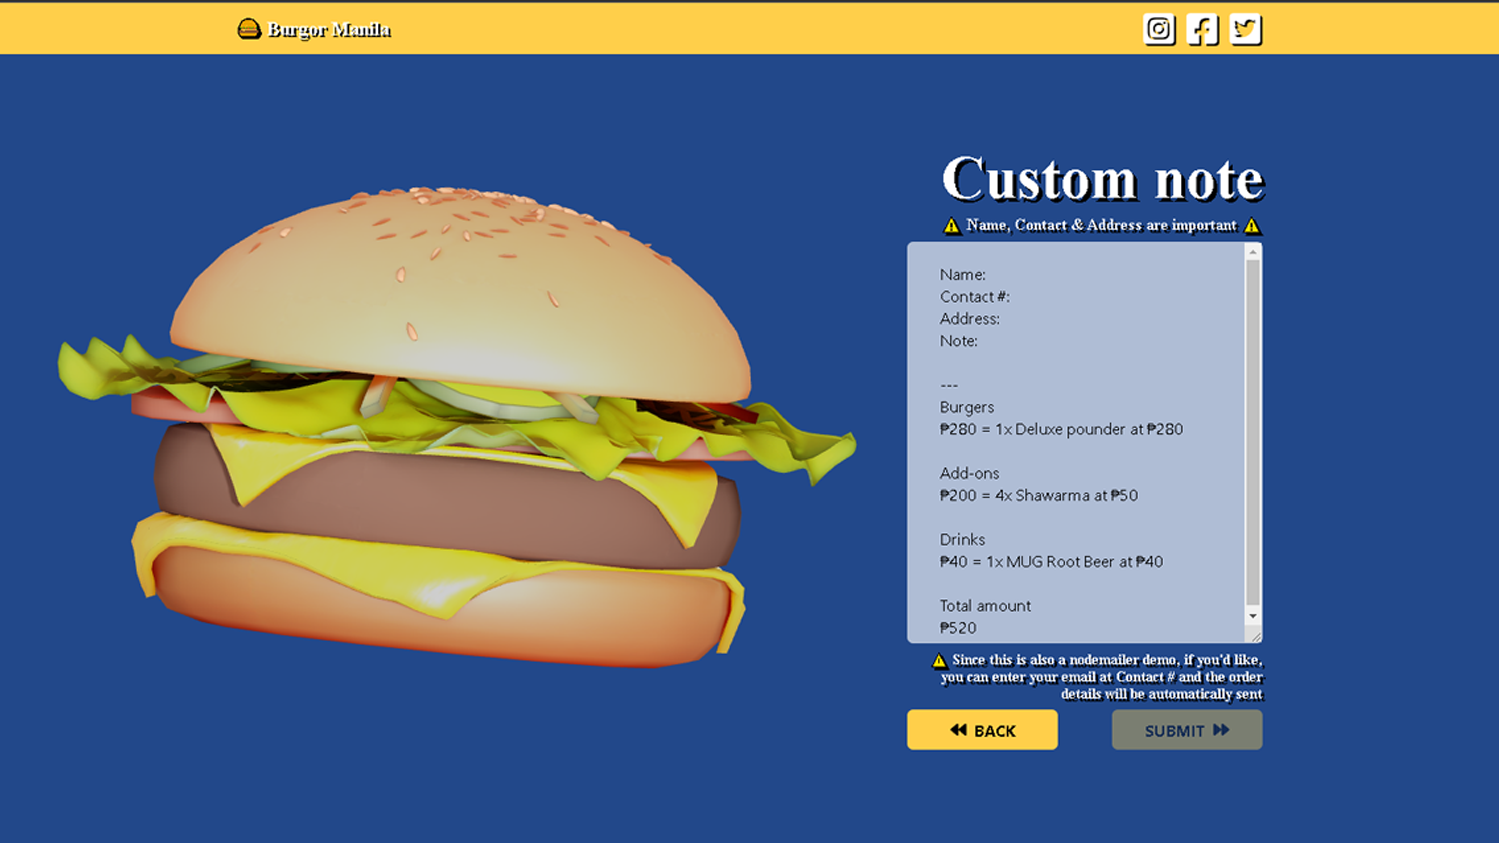 Burgor Manila
Custom note
⚠ Name, Contact & Address are important ⚠
Name:
Contact #:
Address:
Note:
---
Burgers
₱280 = 1x Deluxe pounder at ₱280
Add-ons
₱200 = 4x Shawarma at ₱50
Drinks
₱40 = 1x MUG Root Beer at ₱40
Total amount
₱520
⚠ Since this is also a nodemailer demo, if you'd like,
you can enter your email at Contact # and the order
details will be automatically sent
BACK
SUBMIT